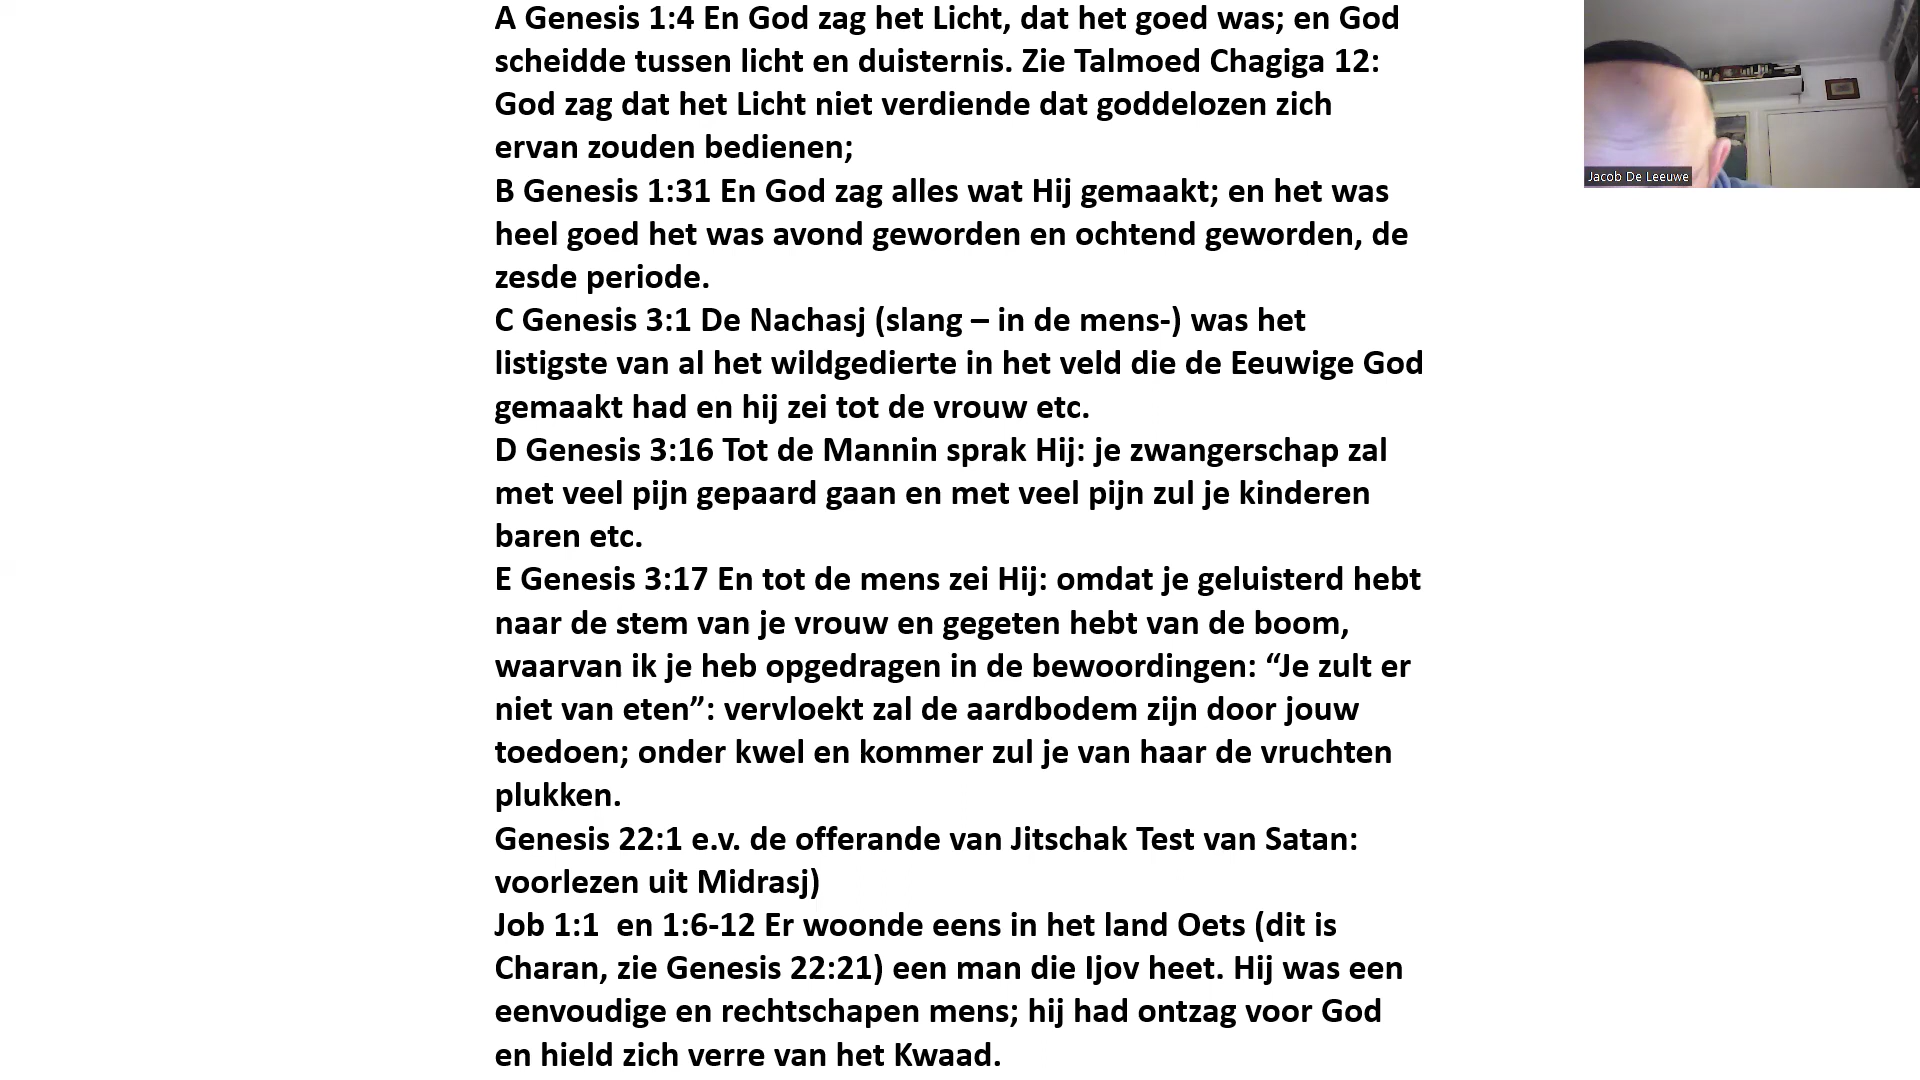 A Genesis 1:4 En God zag het Licht, dat het goed was; en God
scheidde tussen licht en duisternis. Zie Talmoed Chagiga 12:
God zag dat het Licht niet verdiende dat goddelozen zich
ervan zouden bedienen;
B Genesis 1:31 En God zag alles wat Hij gemaakt; en het was
heel goed het was avond geworden en ochtend geworden, de
zesde periode.
C Genesis 3:1 De Nachasj (slang – in de mens-) was het
listigste van al het wildgedierte in het veld die de Eeuwige God
gemaakt had en hij zei tot de vrouw etc.
D Genesis 3:16 Tot de Mannin sprak Hij: je zwangerschap zal
met veel pijn gepaard gaan en met veel pijn zul je kinderen
baren etc.
E Genesis 3:17 En tot de mens zei Hij: omdat je geluisterd hebt
naar de stem van je vrouw en gegeten hebt van de boom,
waarvan ik je heb opgedragen in de bewoordingen: “Je zult er
niet van eten”: vervloekt zal de aardbodem zijn door jouw
toedoen; onder kwel en kommer zul je van haar de vruchten
plukken.
Genesis 22:1 e.v. de offerande van Jitschak Test van Satan:
voorlezen uit Midrasj)
Job 1:1  en 1:6-12 Er woonde eens in het land Oets (dit is
Charan, zie Genesis 22:21) een man die Ijov heet. Hij was een
eenvoudige en rechtschapen mens; hij had ontzag voor God
en hield zich verre van het Kwaad.
Jacob De Leeuwe